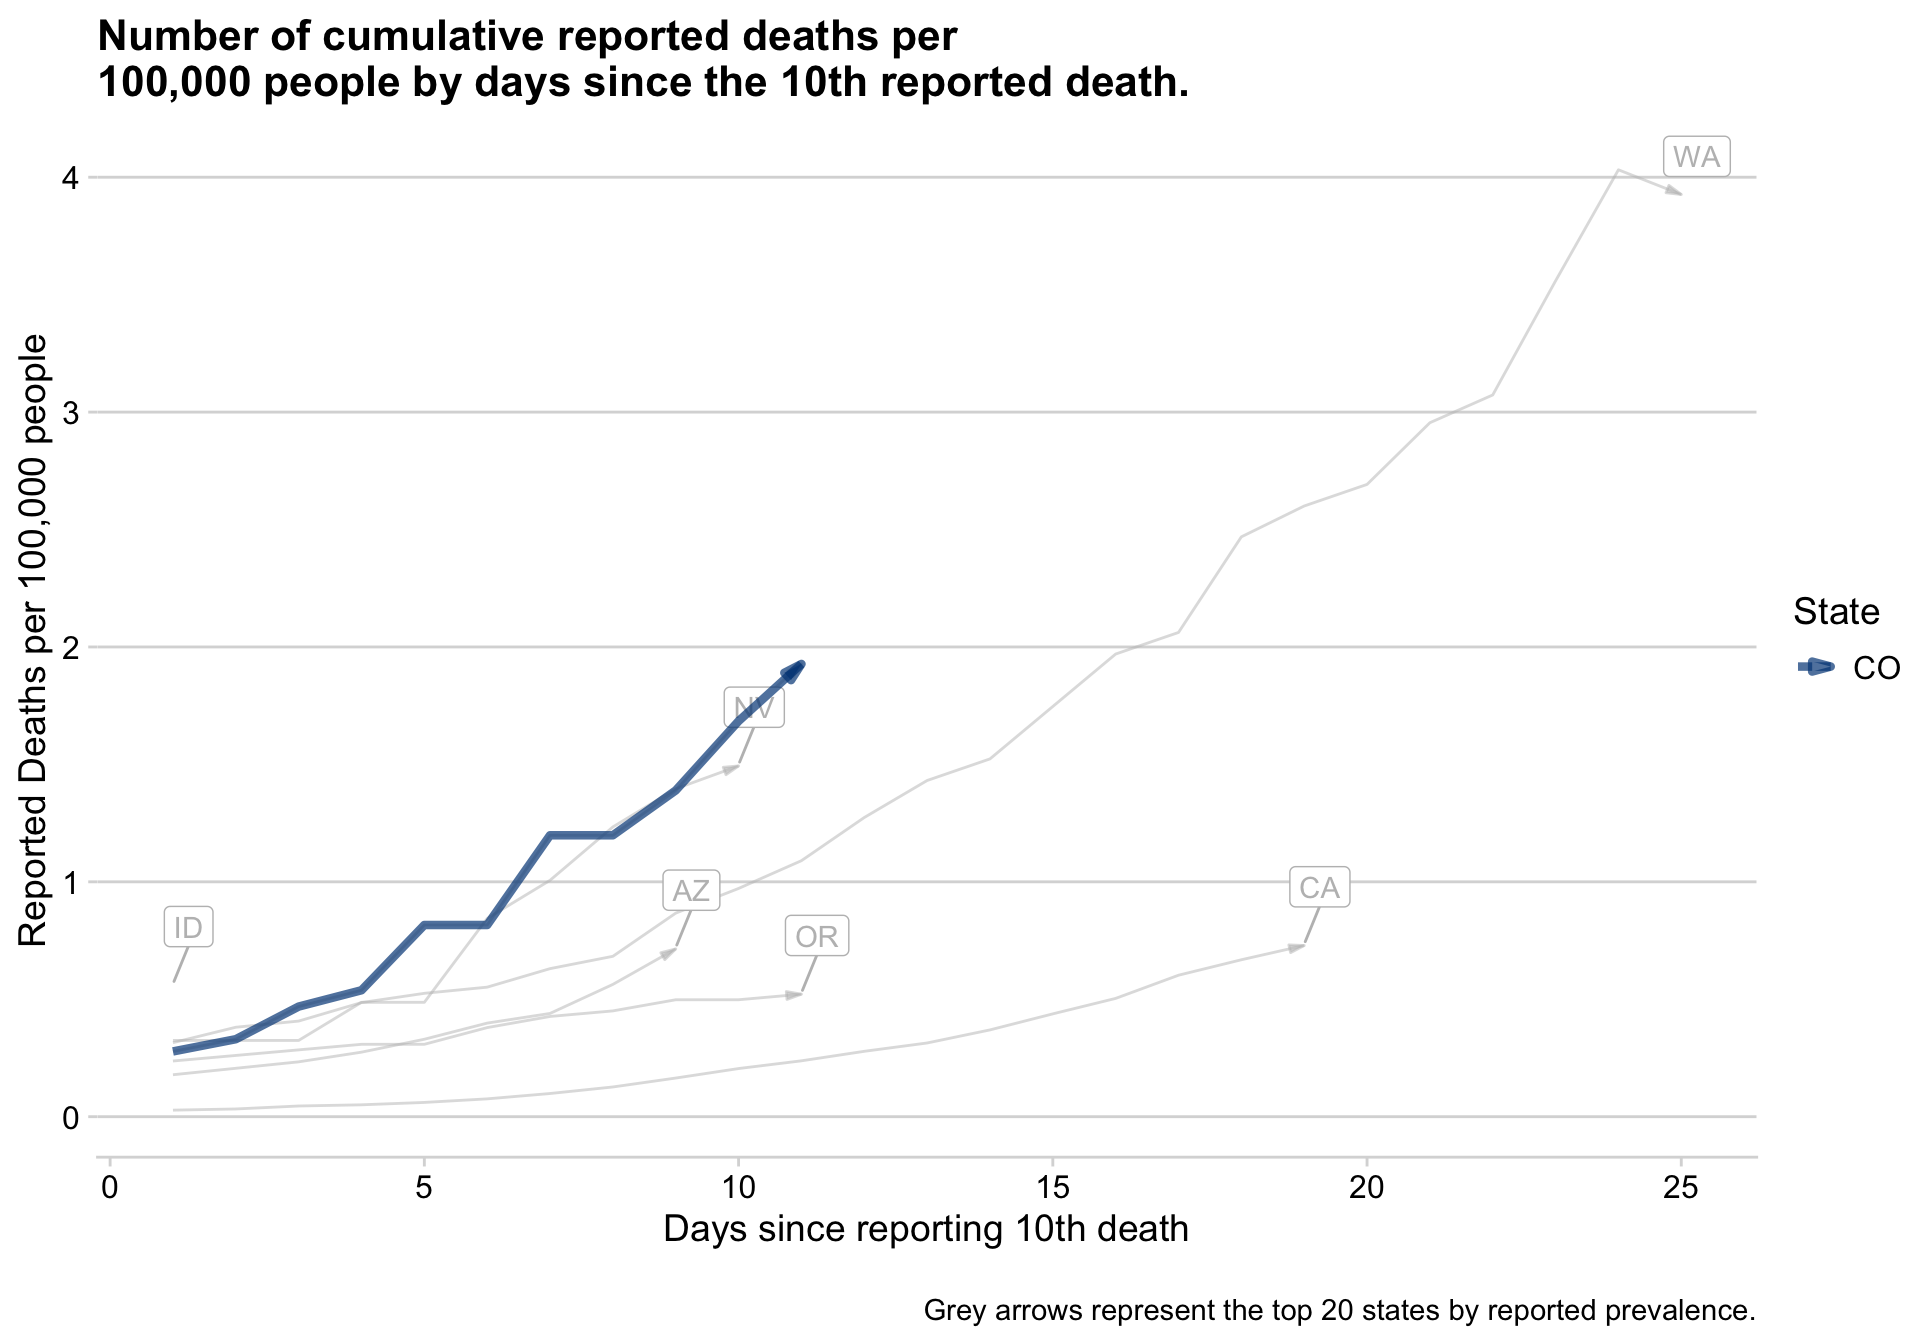 Number of cumulative reported deaths per
100,000 people by days since the 10th reported death.
Reported Deaths per 100,000 people
4
3
2
1
0
WA
NV
AZ
CA
ID
OR
State
CO
0 5 10 15 20 25
Days since reporting 10th death
Grey arrows represent the top 20 states by reported prevalence.